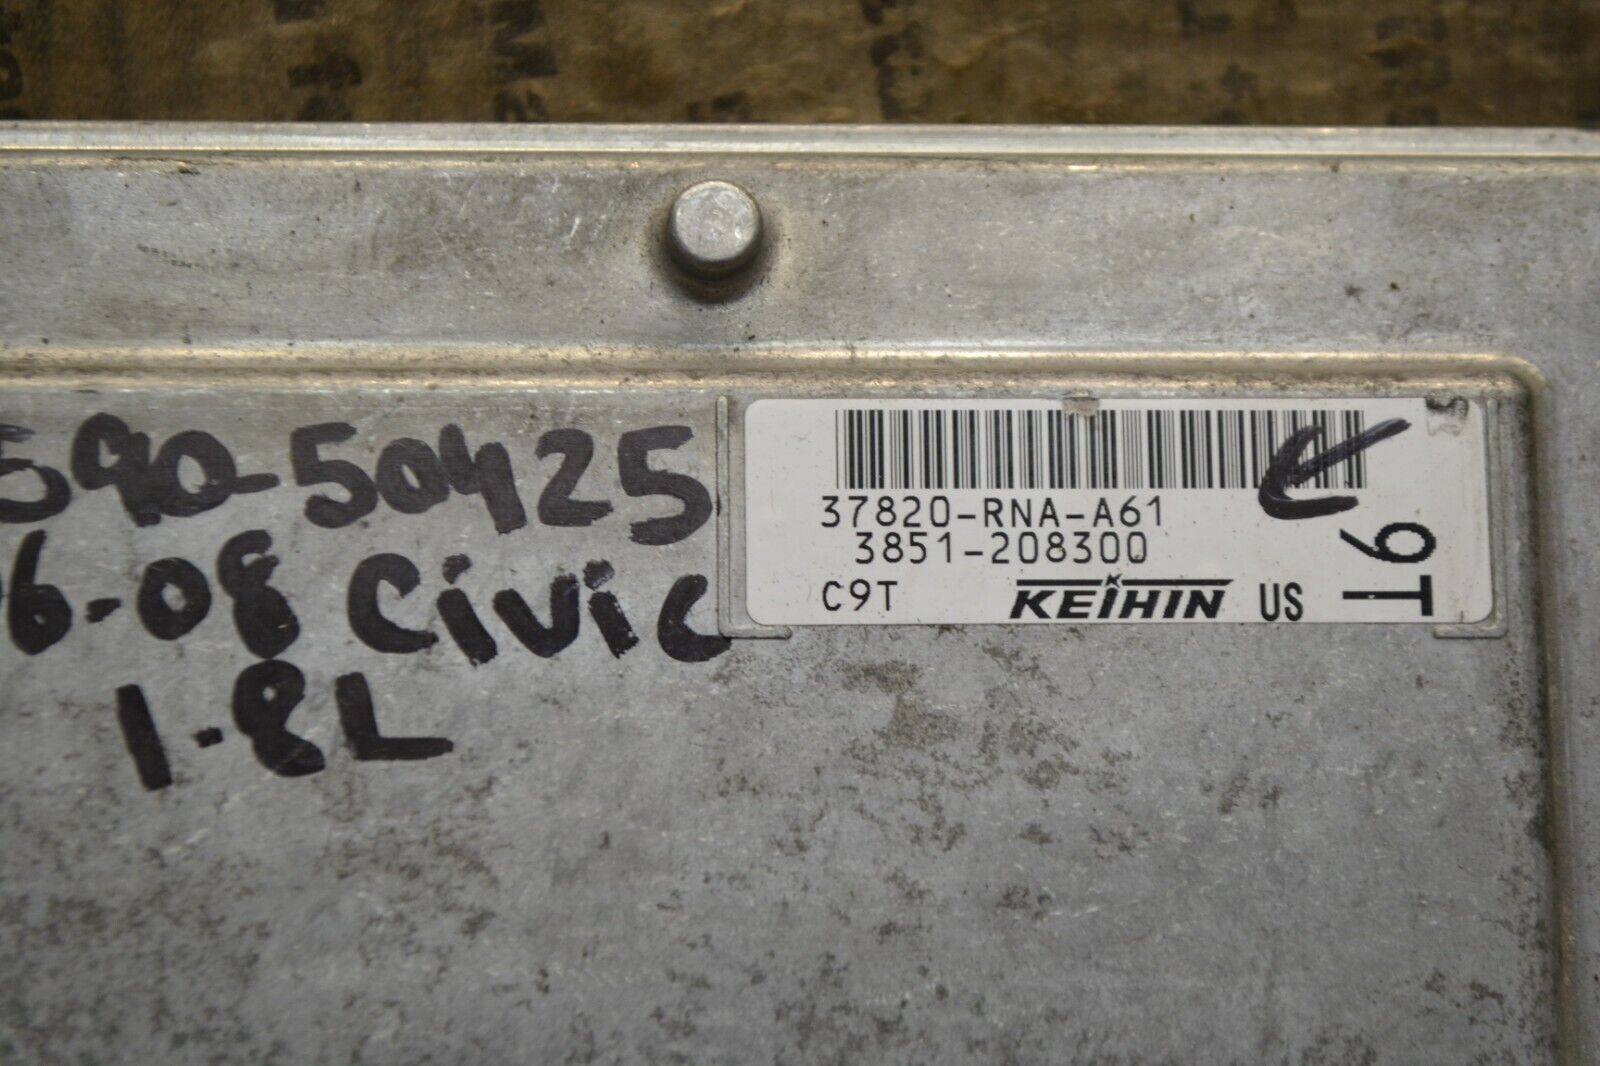 590-50425
06-08 Civic
1.8L
37820-RNA-A61
3851-208300
C9T KEIHIN US
9T